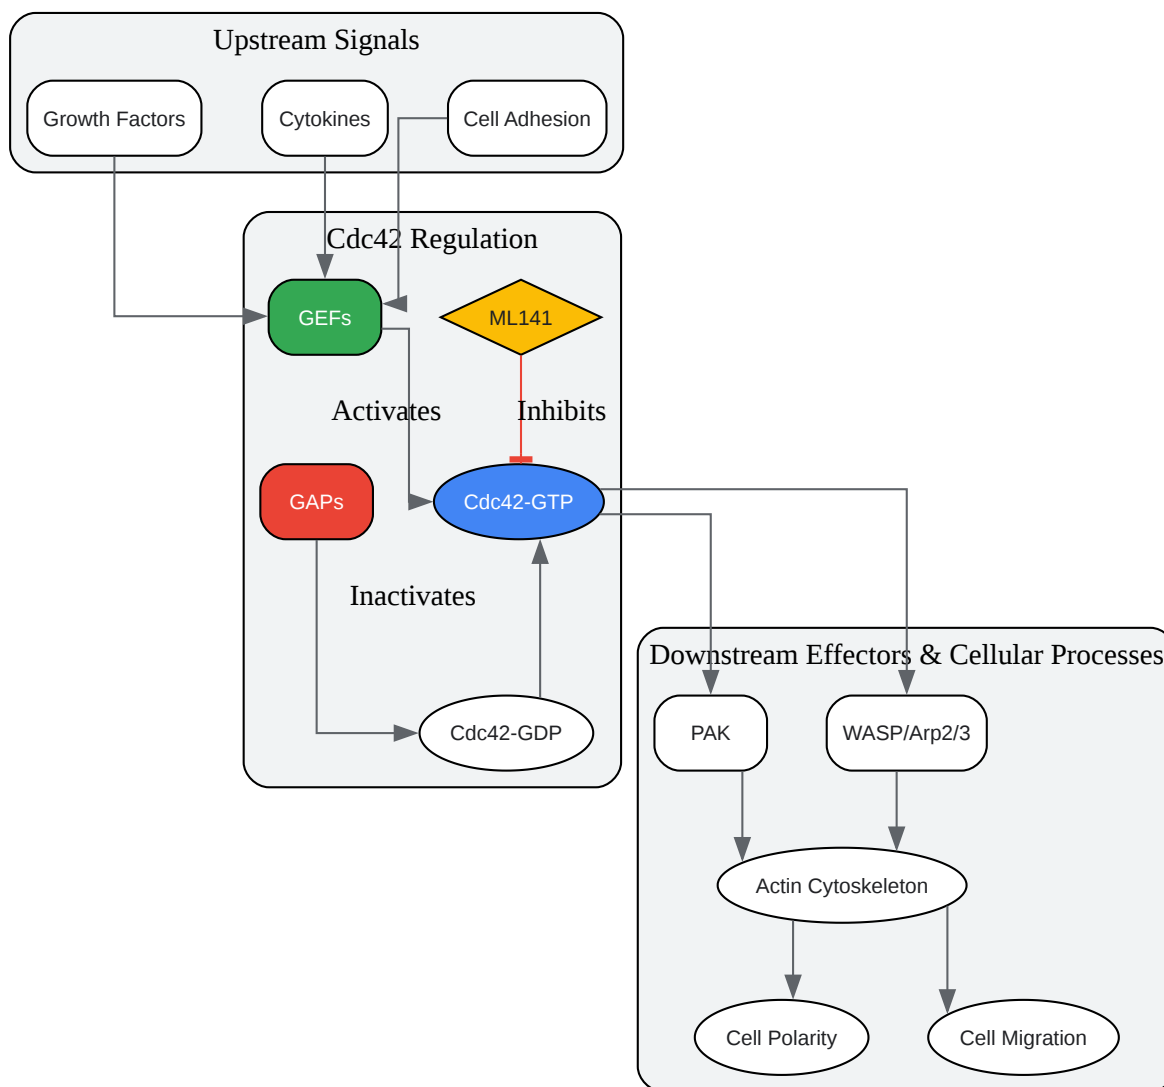 Upstream Signals
Growth Factors
Cytokines
Cell Adhesion
Cdc42 Regulation
GEFs
ML141
Activates
Inhibits
GAPs
Cdc42-GTP
Inactivates
Cdc42-GDP
Downstream Effectors & Cellular Processes
PAK
WASP/Arp2/3
Actin Cytoskeleton
Cell Polarity
Cell Migration